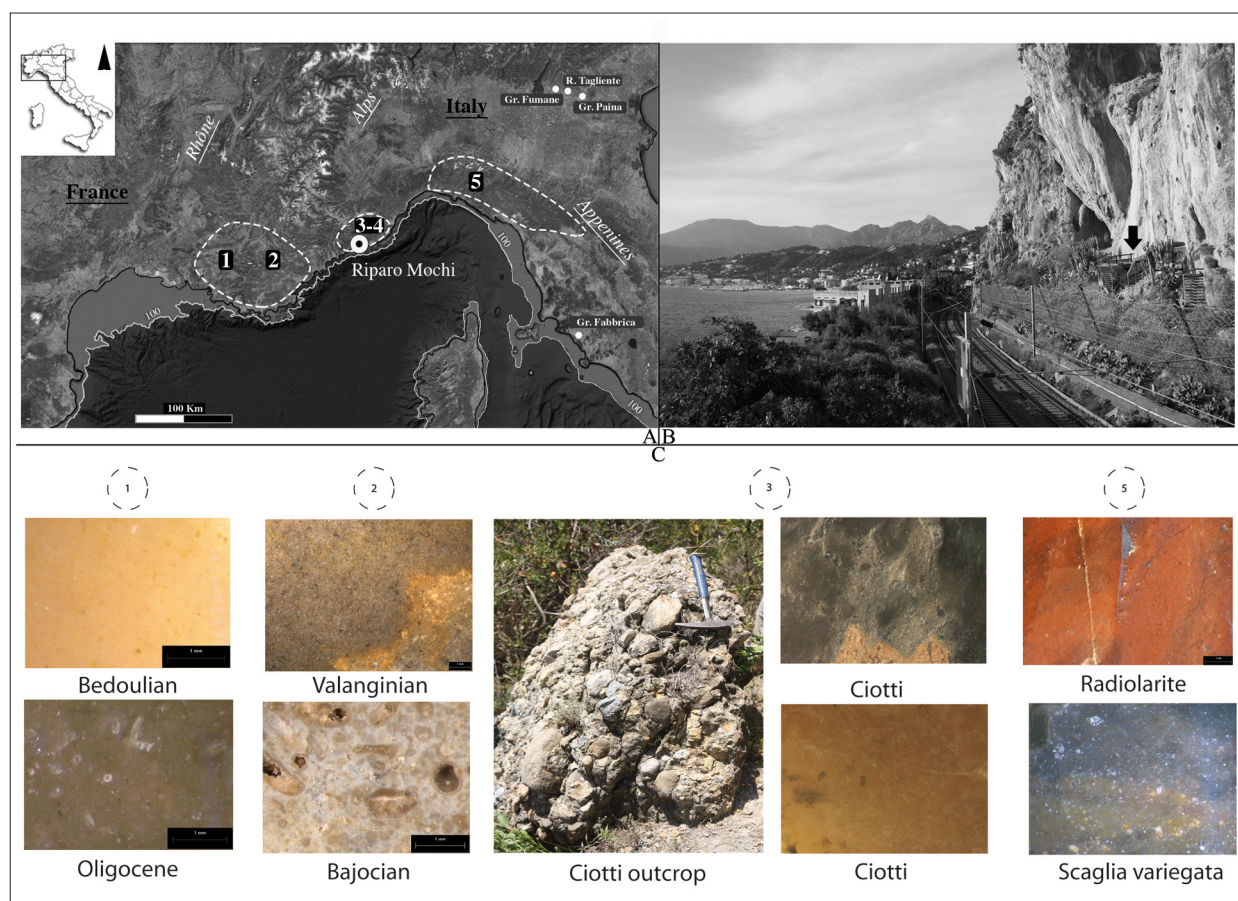 R. Tagliente
Gr. Fumane
Gr. Paina
Italy
Alps
Rhône
France
5
Appenines
3-4
1 - 2
Riparo Mochi
100
100
Gr. Fabbrica
100 Km
100
A B
C
1
2
3
5
1 mm
Bedoulian
Valanginian
Ciotti
Radiolarite
1 mm
Oligocene
1 mm
Bajocian
Ciotti outcrop
Ciotti
Scaglia variegata